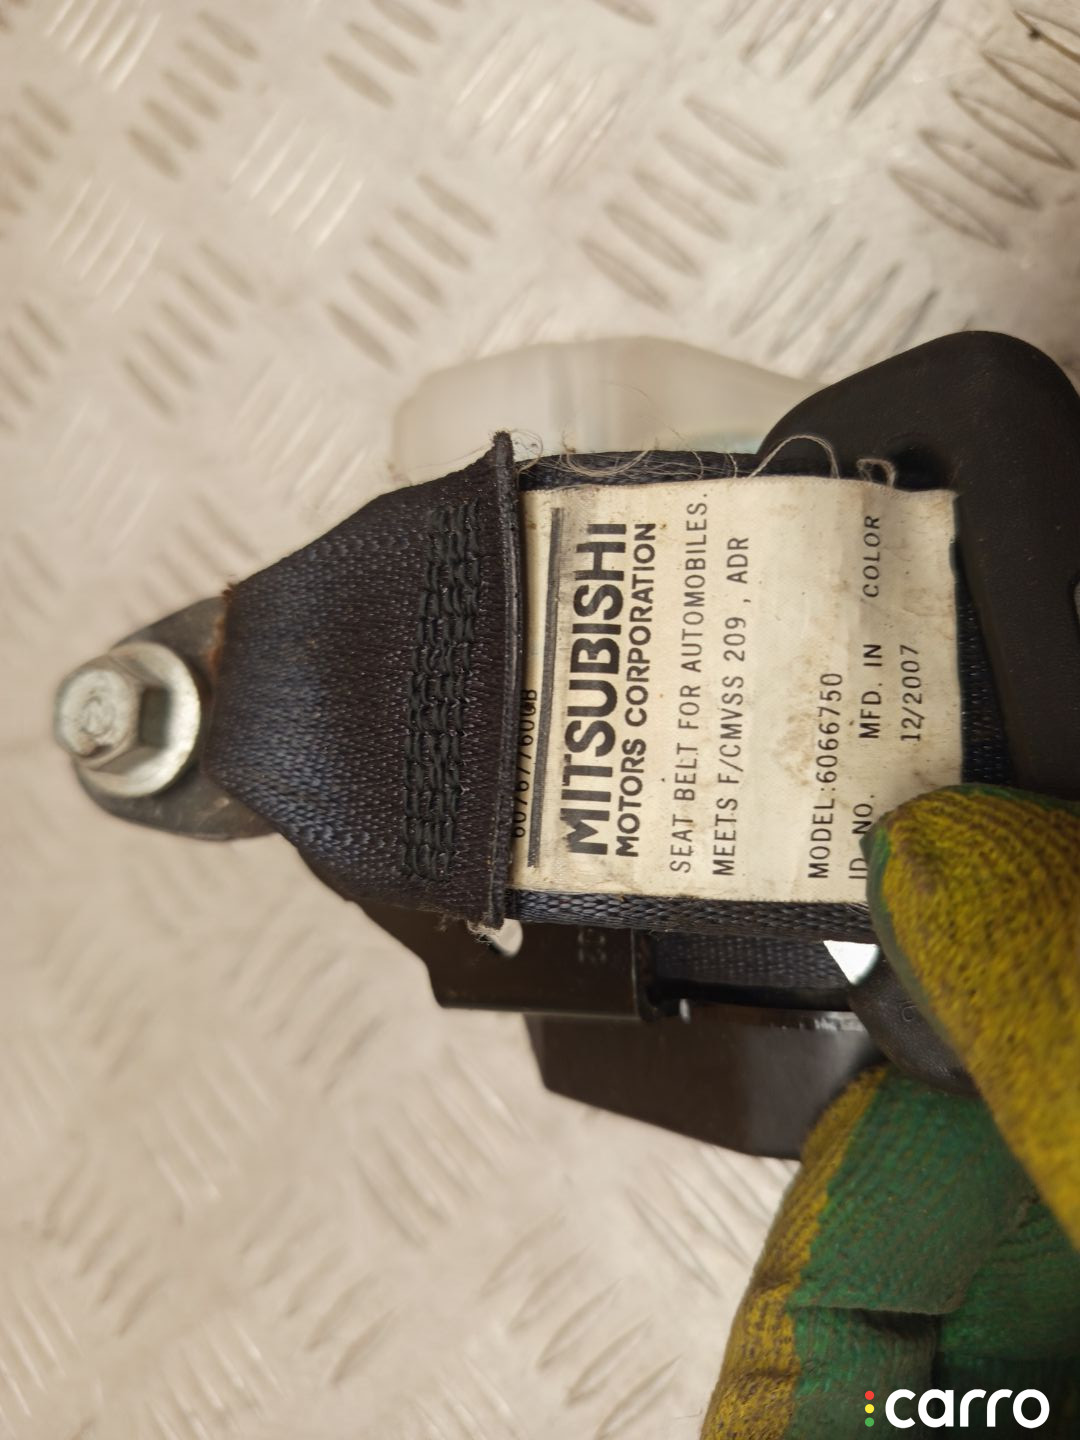 MITSUBISHI
MOTORS CORPORATION
SEAT BELT FOR AUTOMOBILES.
MEETS F/CMVSS 209 , ADR
MODEL:6066750
ID NO. MFD. IN COLOR
12/2007
carro